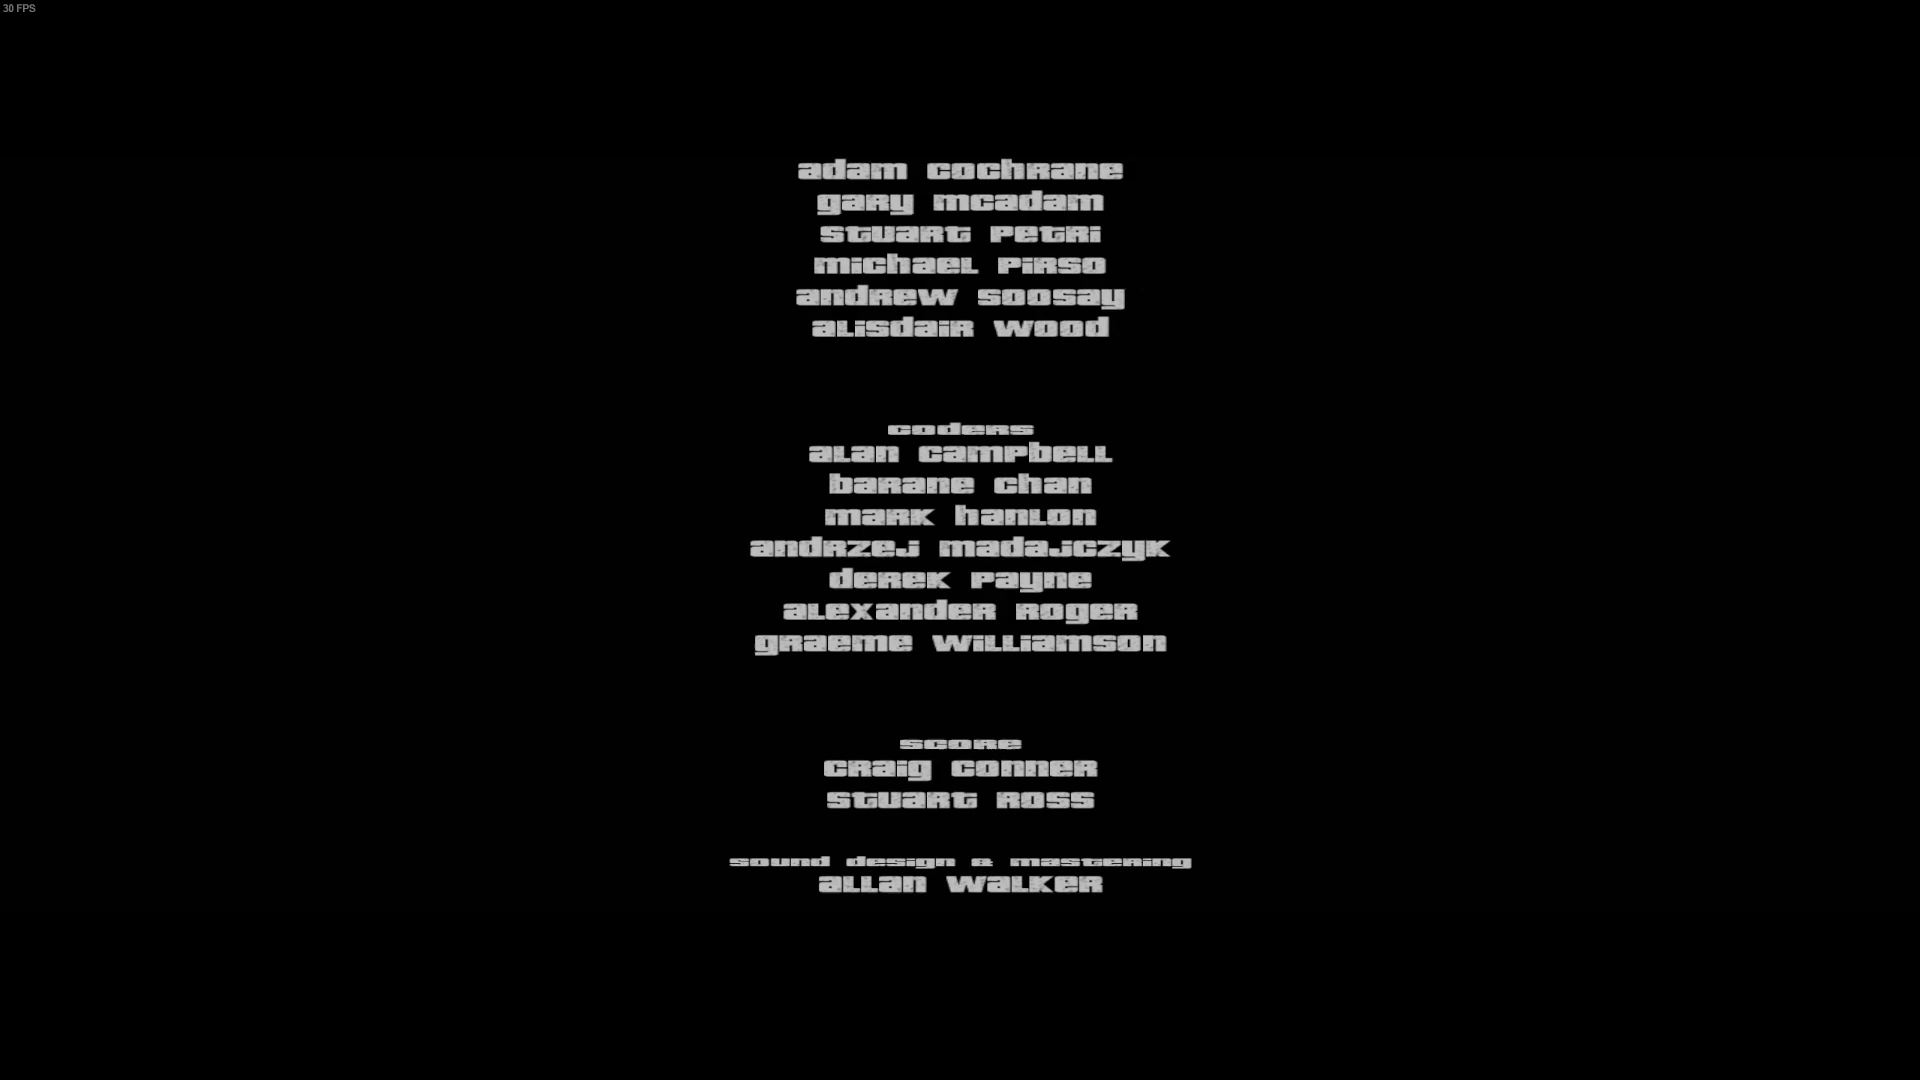 30 FPS
adam cochrane
gary mcadam
stuart petri
michael pirso
andrew soosay
alisdair wood
coders
alan campbell
barane chan
mark hanlon
andrzej madajczyk
derek payne
alexander roger
graeme williamson
score
craig conner
stuart ross
sound design & mastering
allan walker